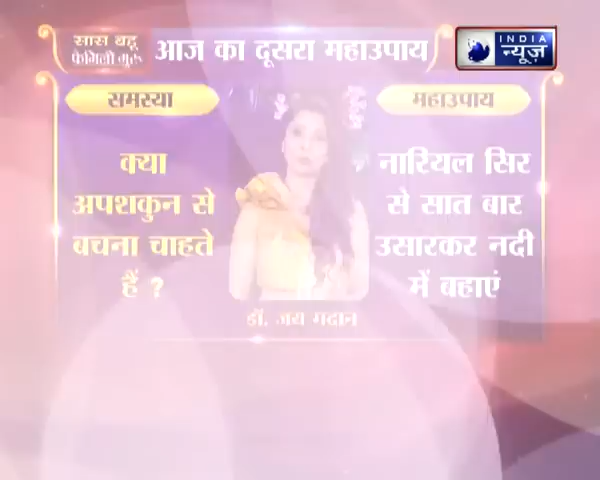 सास बहू
फैमिली गुरु
आज का दूसरा महाउपाय
INDIA
न्यूज़
समस्या
क्या
अपशकुन से
बचना चाहते
हैं ?
महाउपाय
नारियल सिर
से सात बार
उसारकर नदी
में बहाएं
डॉ. जय मदान